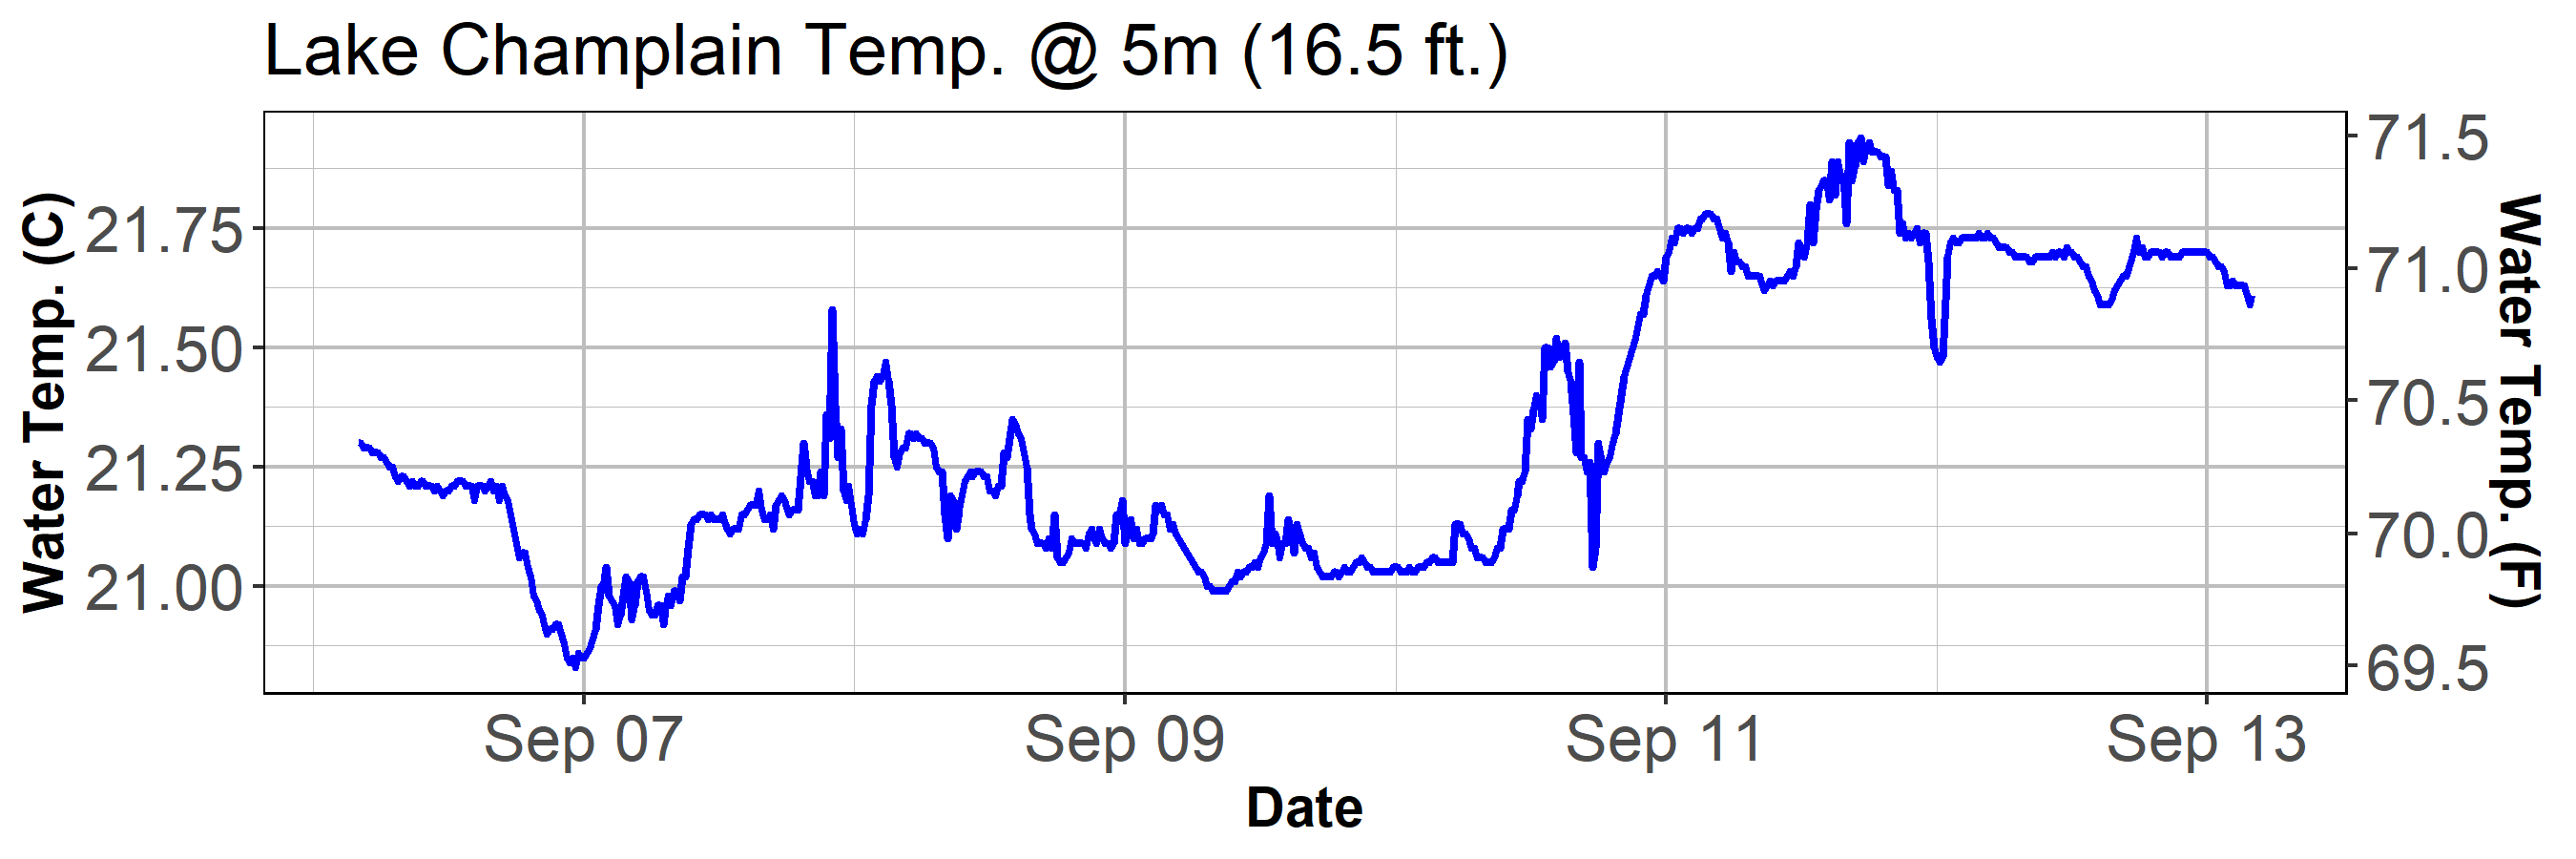 Lake Champlain Temp. @ 5m (16.5 ft.)
Water Temp. (C)
21.75
21.50
21.25
21.00
71.5
71.0
70.5
70.0
69.5
Water Temp. (F)
Sep 07 Sep 09 Sep 11 Sep 13
Date